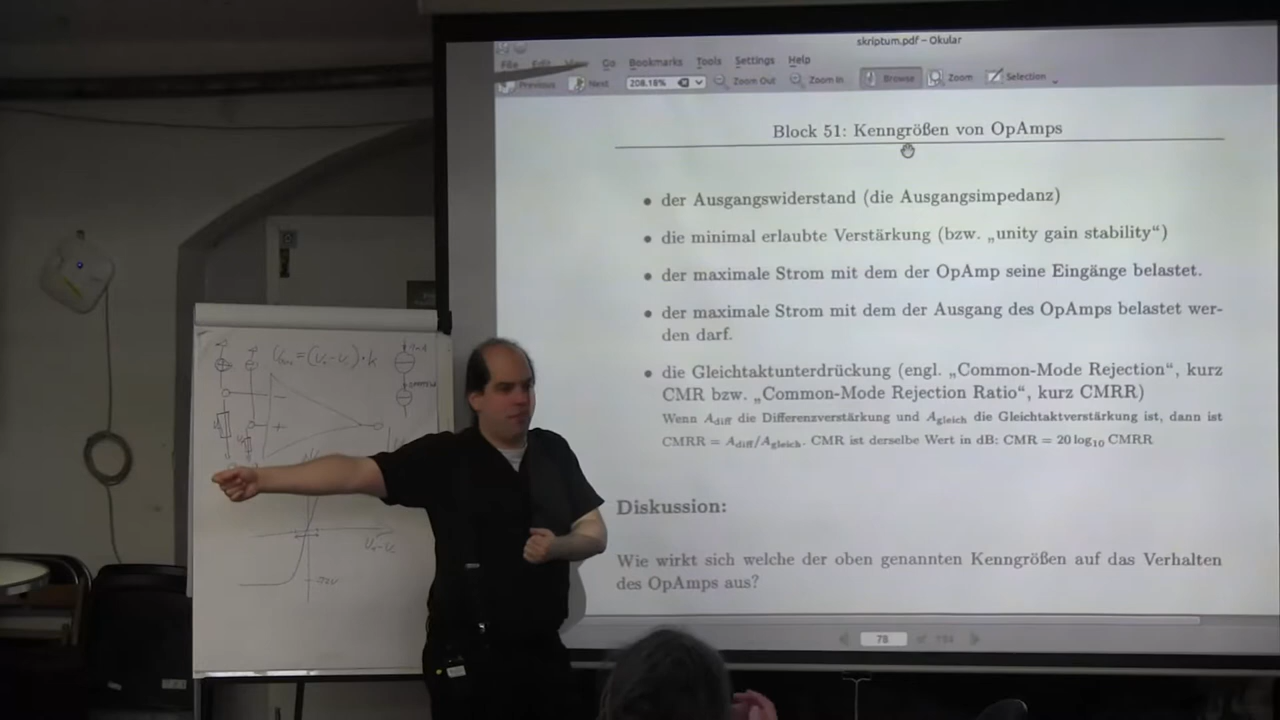 skriptum.pdf – Okular
File Edit View Go Bookmarks Tools Settings Help
Previous Next 208.18% Zoom Out Zoom In Browse Zoom Selection
Block 51: Kenngrößen von OpAmps
• der Ausgangswiderstand (die Ausgangsimpedanz)
• die minimal erlaubte Verstärkung (bzw. „unity gain stability“)
• der maximale Strom mit dem der OpAmp seine Eingänge belastet.
• der maximale Strom mit dem der Ausgang des OpAmps belastet wer-
den darf.
• die Gleichtaktunterdrückung (engl. „Common-Mode Rejection“, kurz
CMR bzw. „Common-Mode Rejection Ratio“, kurz CMRR)
Wenn A_diff die Differenzverstärkung und A_gleich die Gleichtaktverstärkung ist, dann ist
CMRR = A_diff/A_gleich. CMR ist derselbe Wert in dB: CMR = 20 log₁₀ CMRR
Diskussion:
Wie wirkt sich welche der oben genannten Kenngrößen auf das Verhalten
des OpAmps aus?
78 of 194